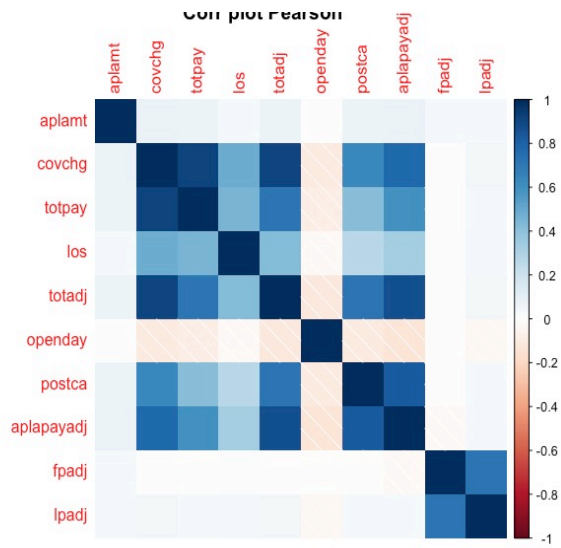 Corr plot Pearson
aplamt
covchg
totpay
los
totadj
openday
postca
aplapayadj
fpadj
lpadj
aplamt
covchg
totpay
los
totadj
openday
postca
aplapayadj
fpadj
lpadj
1
0.8
0.6
0.4
0.2
0
-0.2
-0.4
-0.6
-0.8
-1